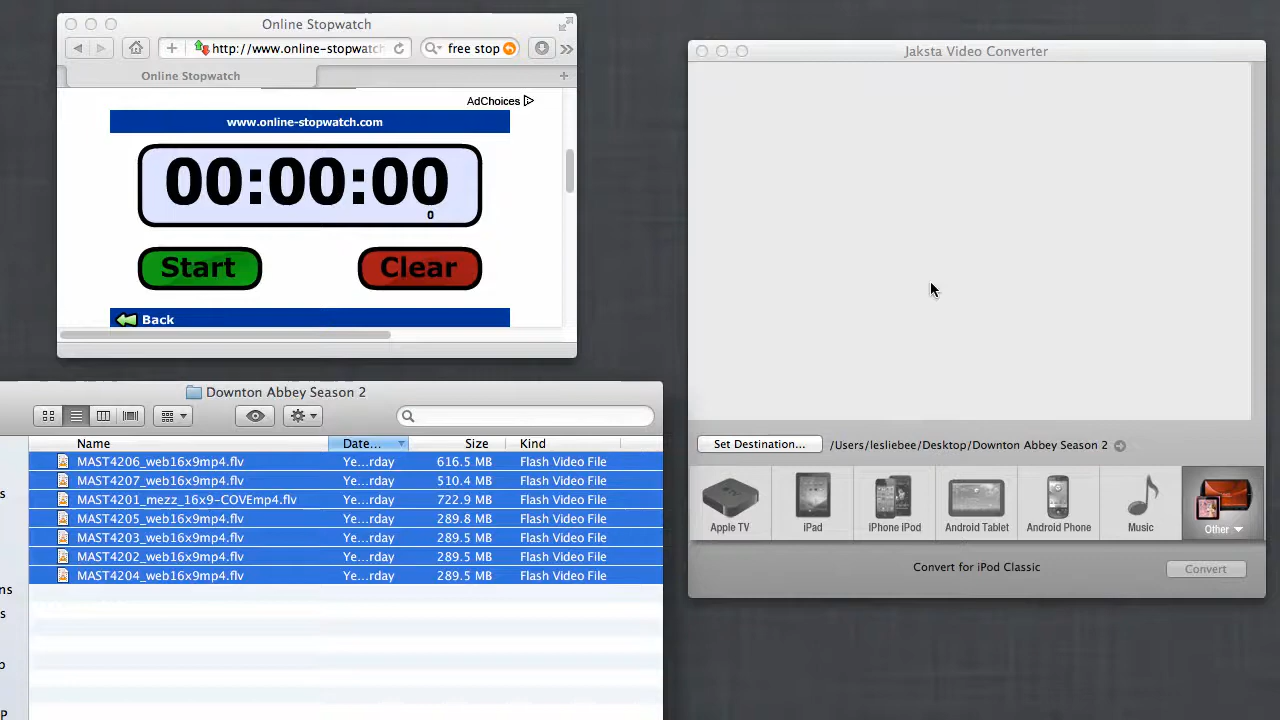 Online Stopwatch
http://www.online-stopwatch
free stop
Online Stopwatch
AdChoices
www.online-stopwatch.com
00:00:00
0
Start
Clear
Back
Downton Abbey Season 2
Name Date... Size Kind
MAST4206_web16x9mp4.flv Ye...rday 616.5 MB Flash Video File
MAST4207_web16x9mp4.flv Ye...rday 510.4 MB Flash Video File
MAST4201_mezz_16x9-COVEmp4.flv Ye...rday 722.9 MB Flash Video File
MAST4205_web16x9mp4.flv Ye...rday 289.8 MB Flash Video File
MAST4203_web16x9mp4.flv Ye...rday 289.5 MB Flash Video File
MAST4202_web16x9mp4.flv Ye...rday 289.5 MB Flash Video File
MAST4204_web16x9mp4.flv Ye...rday 289.5 MB Flash Video File
s
ns
s
o
P
Jaksta Video Converter
Set Destination... /Users/lesliebee/Desktop/Downton Abbey Season 2
Apple TV iPad iPhone iPod Android Tablet Android Phone Music Other
Convert for iPod Classic Convert